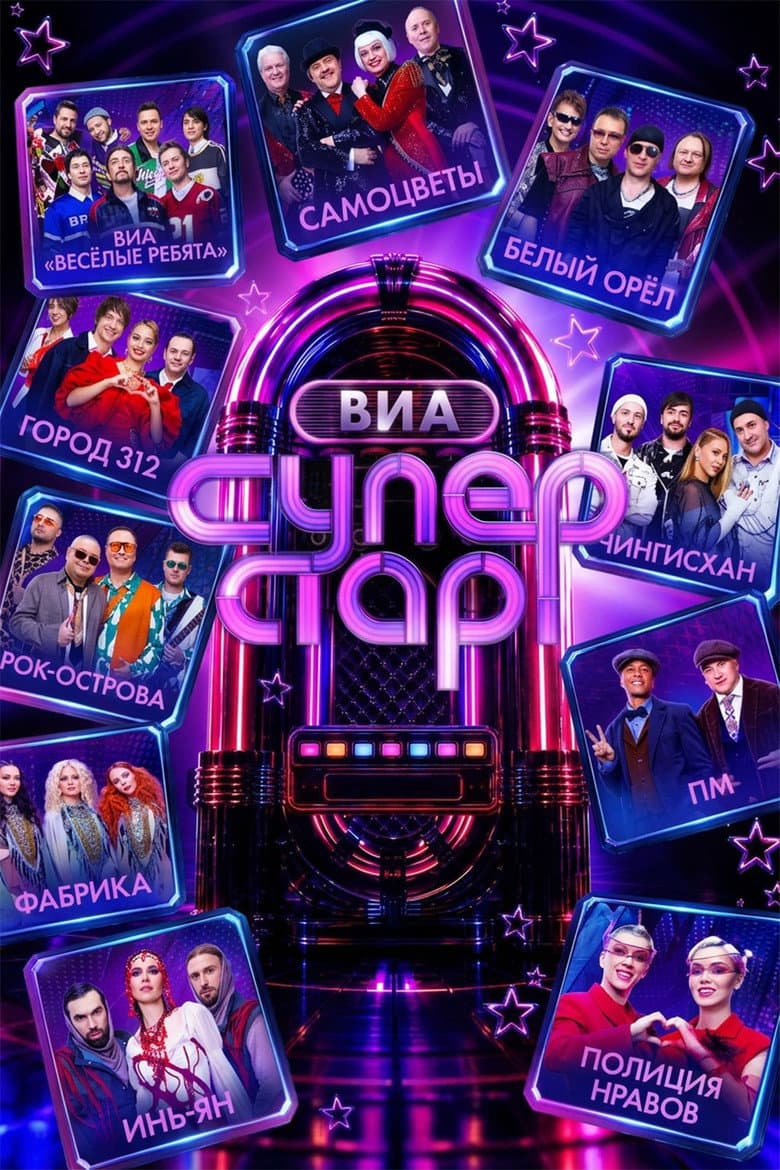 САМОЦВЕТЫ
ВИА
«ВЕСЁЛЫЕ РЕБЯТА»
БЕЛЫЙ ОРЁЛ
ГОРОД 312
ВИА
СУПЕР
СТАР!
ЧИНГИСХАН
РОК-ОСТРОВА
ПМ
ФАБРИКА
ИНЬ-ЯН
ПОЛИЦИЯ
НРАВОВ